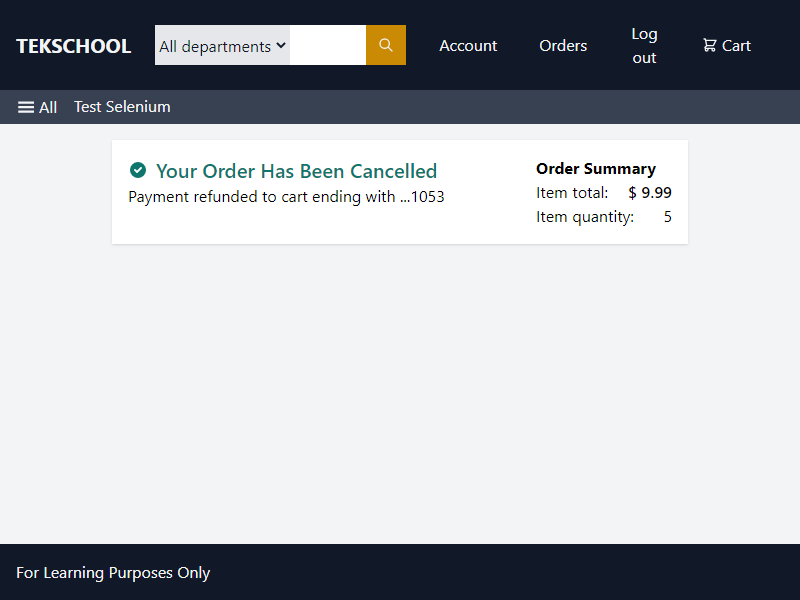 TEKSCHOOL
All departments
Account
Orders
Log
out
Cart
All
Test Selenium
Your Order Has Been Cancelled
Payment refunded to cart ending with ...1053
Order Summary
Item total: $ 9.99
Item quantity: 5
For Learning Purposes Only